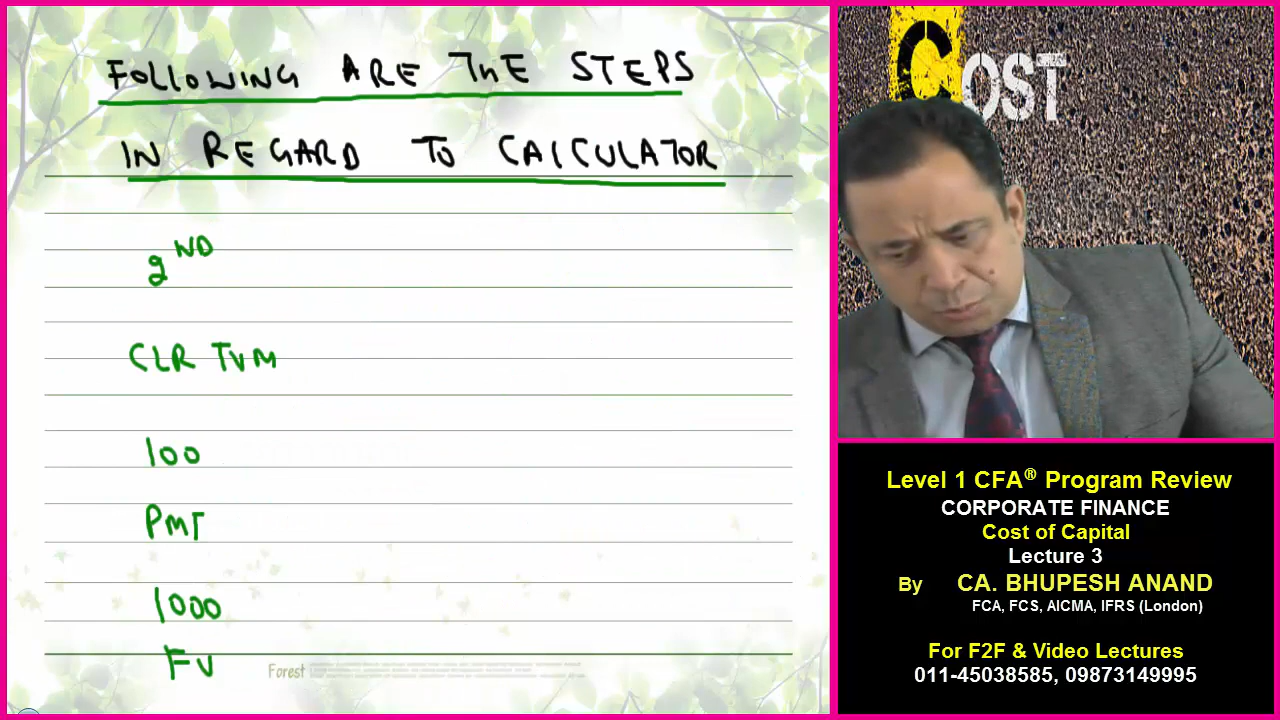 FOLLOWING ARE THE STEPS
IN REGARD TO CALCULATOR
2ND
CLR TVM
100
PMT
1000
FV
Forest
COST
Level 1 CFA® Program Review
CORPORATE FINANCE
Cost of Capital
Lecture 3
By CA. BHUPESH ANAND
FCA, FCS, AICMA, IFRS (London)
For F2F & Video Lectures
011-45038585, 09873149995